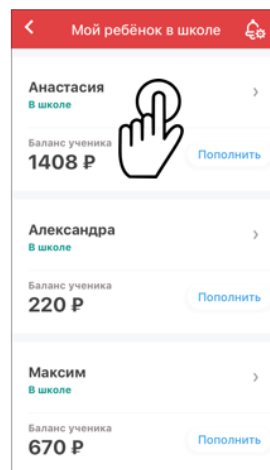 Мой ребёнок в школе
Анастасия
В школе
Баланс ученика
1408 ₽
Пополнить
Александра
В школе
Баланс ученика
220 ₽
Пополнить
Максим
В школе
Баланс ученика
670 ₽
Пополнить